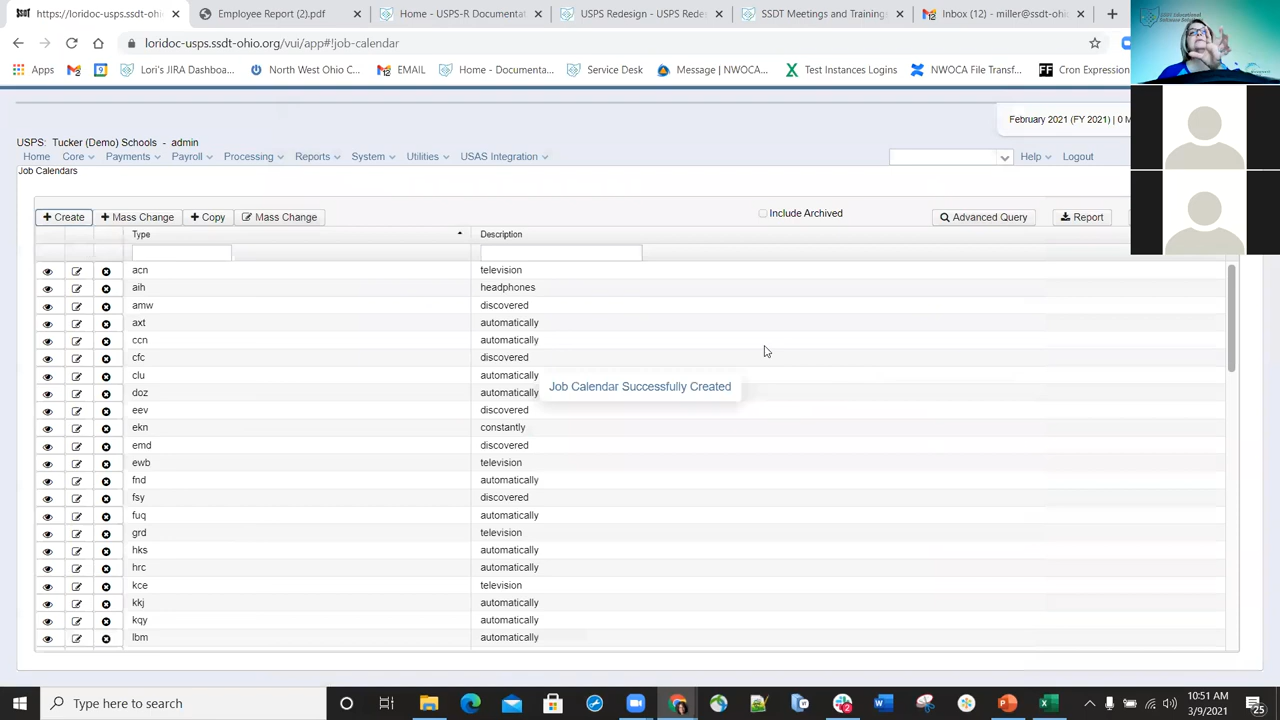 https://loridoc-usps.ssdt-ohi
Employee Report (2).pdf
Home - USPS-R Documentat
USPS Redesign - USPS Rede
SSDT Meetings and Trainings
Inbox (12) - miller@ssdt-ohi
loridoc-usps.ssdt-ohio.org/vui/app#!job-calendar
Apps
Lori's JIRA Dashboa...
North West Ohio C...
EMAIL
Home - Documenta...
Service Desk
Message | NWOCA...
Test Instances Logins
NWOCA File Transf...
FF Cron Expression
February 2021 (FY 2021) | 0 M
USPS: Tucker (Demo) Schools - admin
Home Core Payments Payroll Processing Reports System Utilities USAS Integration Help Logout
Job Calendars
Create Mass Change Copy Mass Change Include Archived Advanced Query Report
Type Description
acn television
aih headphones
amw discovered
axt automatically
ccn automatically
cfc discovered
clu automatically
doz automatically
Job Calendar Successfully Created
eev discovered
ekn constantly
emd discovered
ewb television
fnd automatically
fsy discovered
fuq automatically
grd television
hks automatically
hrc automatically
kce television
kkj automatically
kqy automatically
lbm automatically
Type here to search
10:51 AM
3/9/2021
25